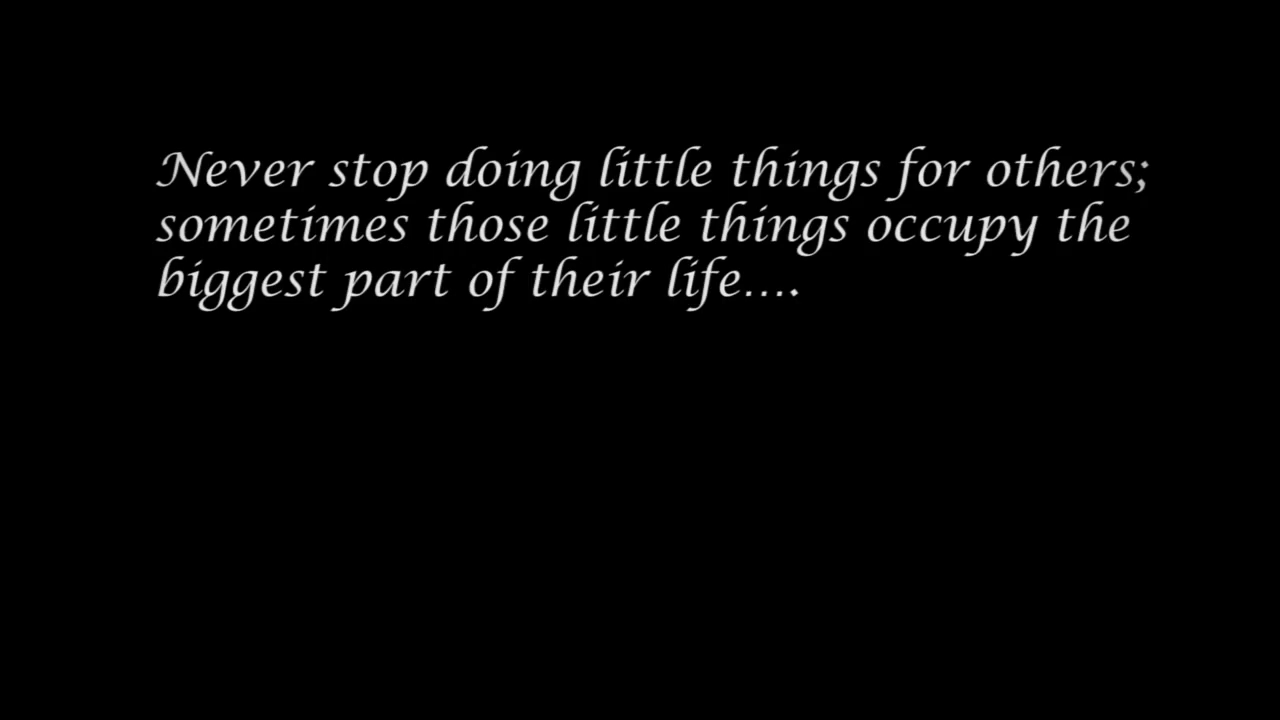 Never stop doing little things for others;
sometimes those little things occupy the
biggest part of their life....